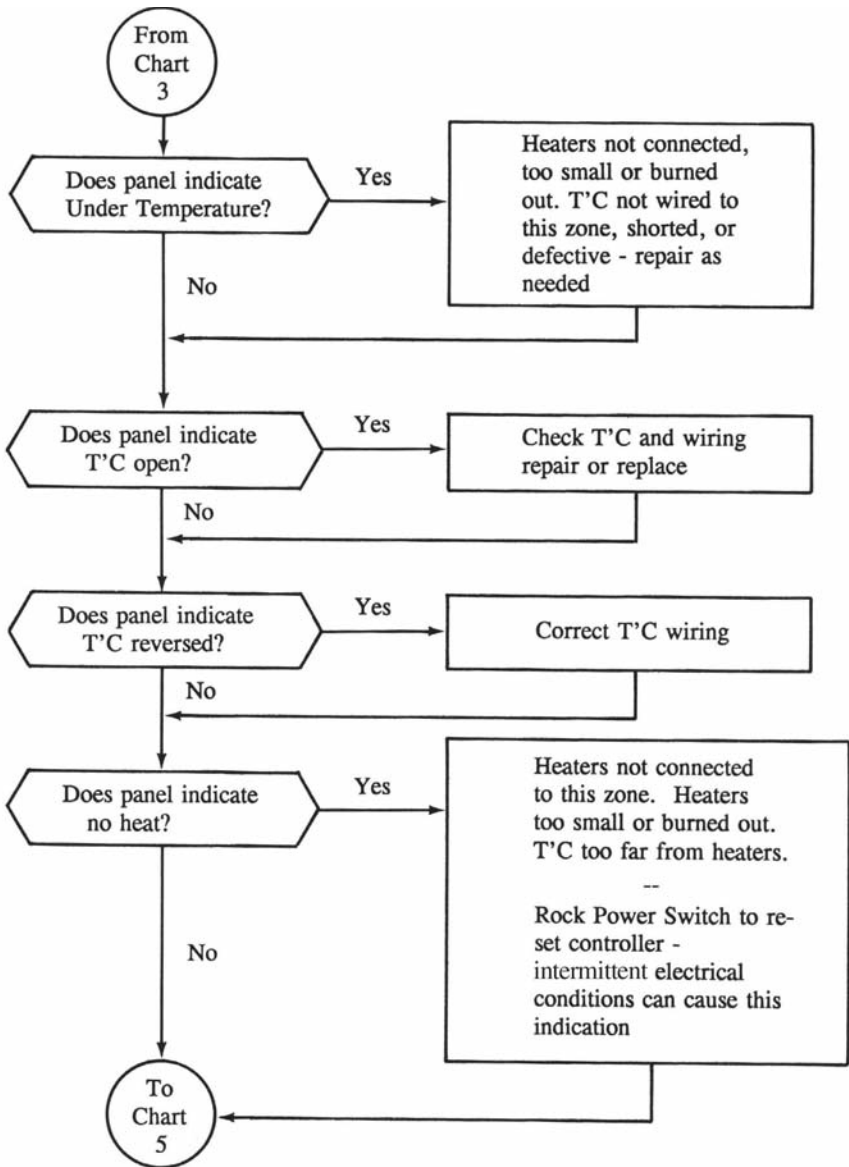 From
Chart
3
Does panel indicate
Under Temperature?
Yes
Heaters not connected,
too small or burned
out. T'C not wired to
this zone, shorted, or
defective - repair as
needed
No
Does panel indicate
T'C open?
Yes
Check T'C and wiring
repair or replace
No
Does panel indicate
T'C reversed?
Yes
Correct T'C wiring
No
Does panel indicate
no heat?
Yes
Heaters not connected
to this zone. Heaters
too small or burned out.
T'C too far from heaters.
--
Rock Power Switch to re-
set controller -
intermittent electrical
conditions can cause this
indication
No
To
Chart
5